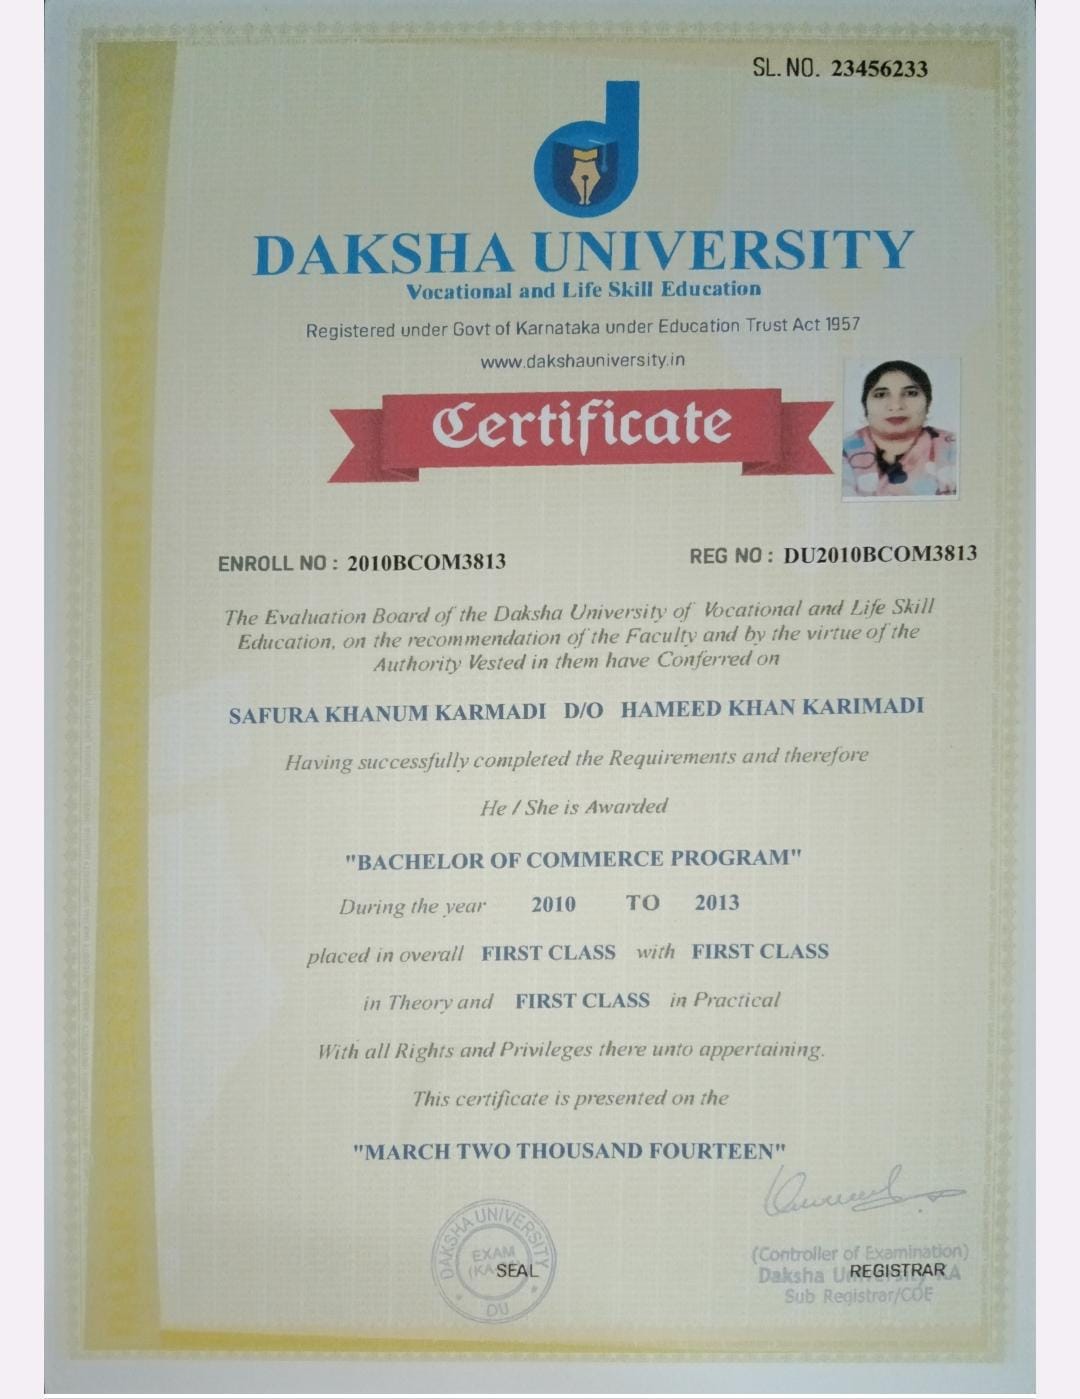 SL. NO. 23456233
DAKSHA UNIVERSITY
Vocational and Life Skill Education
Registered under Govt of Karnataka under Education Trust Act 1957
www.dakshauniversity.in
Certificate
ENROLL NO : 2010BCOM3813 REG NO : DU2010BCOM3813
The Evaluation Board of the Daksha University of Vocational and Life Skill
Education, on the recommendation of the Faculty and by the virtue of the
Authority Vested in them have Conferred on
SAFURA KHANUM KARMADI D/O HAMEED KHAN KARIMADI
Having successfully completed the Requirements and therefore
He / She is Awarded
"BACHELOR OF COMMERCE PROGRAM"
During the year 2010 TO 2013
placed in overall FIRST CLASS with FIRST CLASS
in Theory and FIRST CLASS in Practical
With all Rights and Privileges there unto appertaining.
This certificate is presented on the
"MARCH TWO THOUSAND FOURTEEN"
DAKSHA UNIVERSITY
EXAM
SEAL
DU
(Controller of Examination)
Daksha
REGISTRAR
Sub Registrar/COE